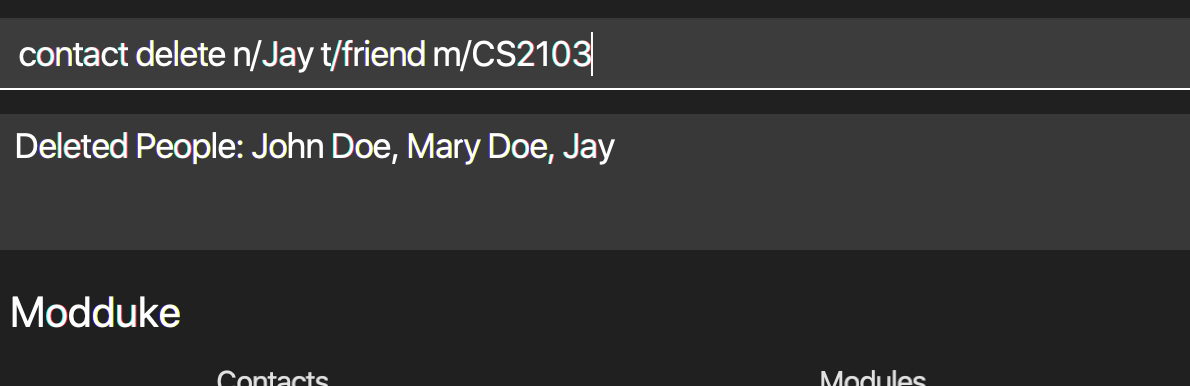 contact delete n/Jay t/friend m/CS2103
Deleted People: John Doe, Mary Doe, Jay
Modduke
Contacts Modules